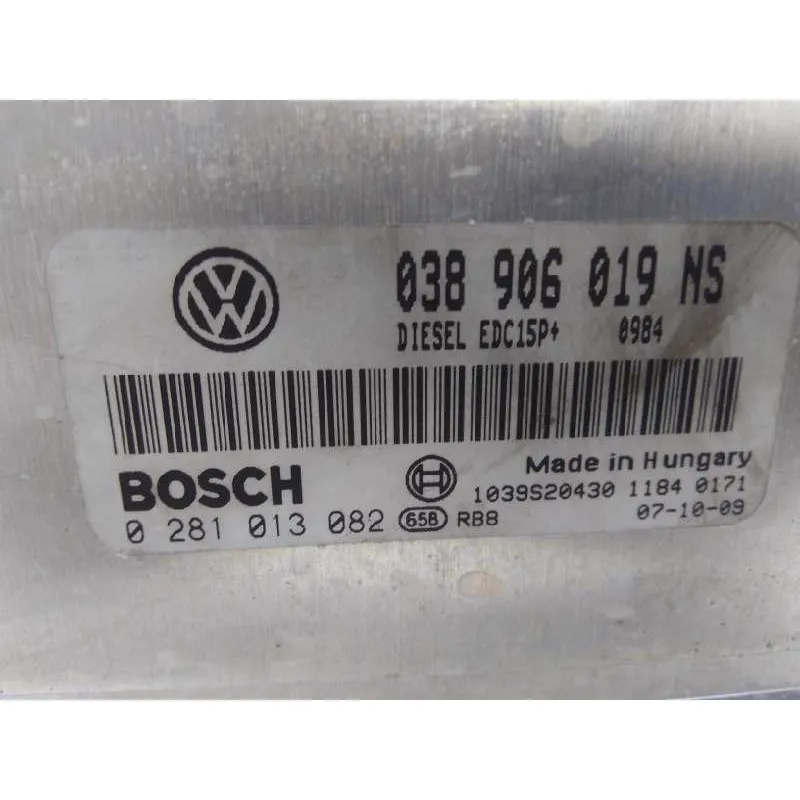 038 906 019 NS
DIESEL EDC15P+ 0984
BOSCH
Made in Hungary
1039S20430 1184 0171
0 281 013 082 658 RB8 07-10-09